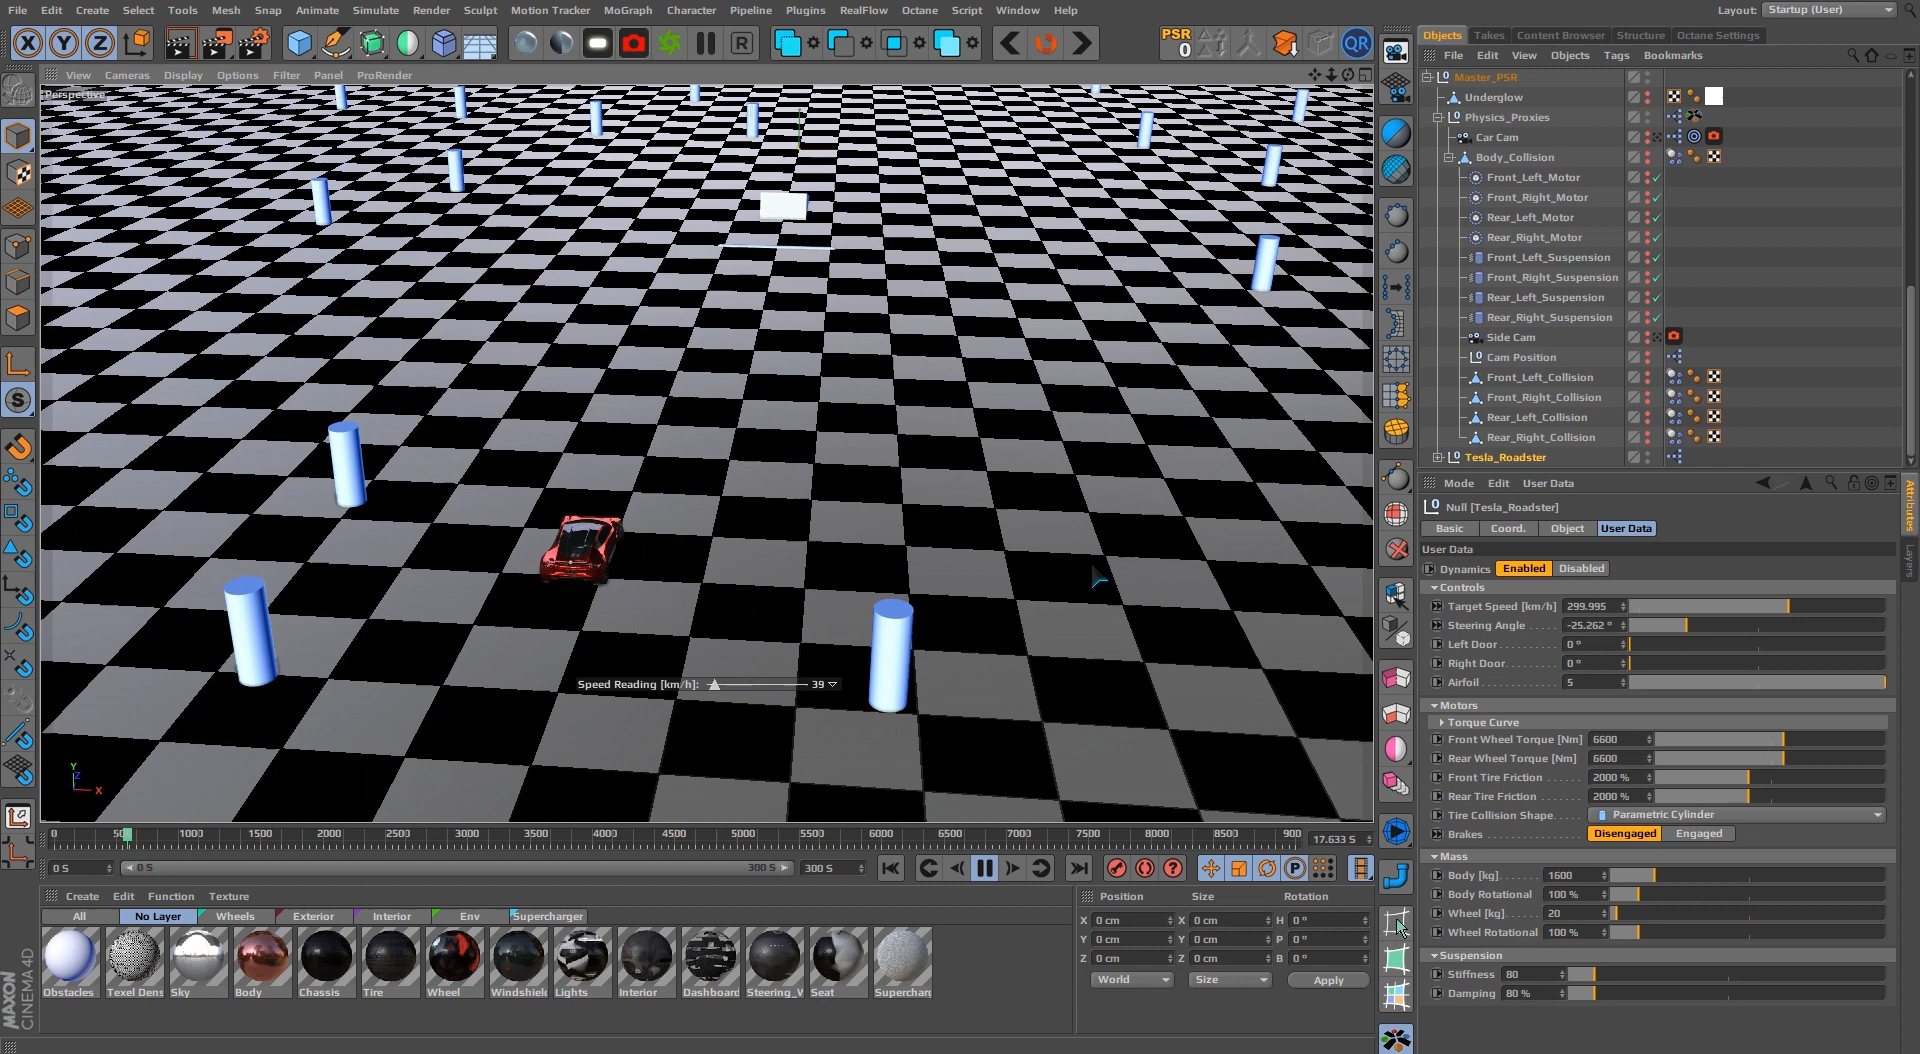 File Edit Create Select Tools Mesh Snap Animate Simulate Render Sculpt Motion Tracker MoGraph Character Pipeline Plugins RealFlow Octane Script Window Help
Layout: Startup (User)
X Y Z
R
PSR
0
QR
Objects Takes Content Browser Structure Octane Settings
File Edit View Objects Tags Bookmarks
View Cameras Display Options Filter Panel ProRender
Perspective
Master_PSR
Underglow
Physics_Proxies
Car Cam
Body_Collision
Front_Left_Motor
Front_Right_Motor
Rear_Left_Motor
Rear_Right_Motor
Front_Left_Suspension
Front_Right_Suspension
Rear_Left_Suspension
Rear_Right_Suspension
Side Cam
Cam Position
Front_Left_Collision
Front_Right_Collision
Rear_Left_Collision
Rear_Right_Collision
Tesla_Roadster
Mode Edit User Data
Null [Tesla_Roadster]
Basic Coord. Object User Data
User Data
Dynamics Enabled Disabled
Controls
Target Speed [km/h] 299.995
Steering Angle -25.262 °
Left Door 0 °
Right Door 0 °
Airfoil 5
Motors
Torque Curve
Front Wheel Torque [Nm] 6600
Rear Wheel Torque [Nm] 6600
Front Tire Friction 2000 %
Rear Tire Friction 2000 %
Tire Collision Shape Parametric Cylinder
Brakes Disengaged Engaged
Mass
Body [kg] 1600
Body Rotational 100 %
Wheel [kg] 20
Wheel Rotational 100 %
Suspension
Stiffness 80
Damping 80 %
Attributes
Layers
Speed Reading [km/h]: 39
Y
Z
X
0 1000 1500 2000 2500 3000 3500 4000 4500 5000 5500 6000 6500 7000 7500 8000 8500 900
17.633 S
0 S 0 S 300 S 300 S
Create Edit Function Texture
All No Layer Wheels Exterior Interior Env Supercharger
Obstacles Texel Dens Sky Body Chassis Tire Wheel Windshield Lights Interior Dashboard Steering_W Seat Superchar
Position Size Rotation
X 0 cm X 0 cm H 0 °
Y 0 cm Y 0 cm P 0 °
Z 0 cm Z 0 cm B 0 °
World Size Apply
MAXON
CINEMA 4D